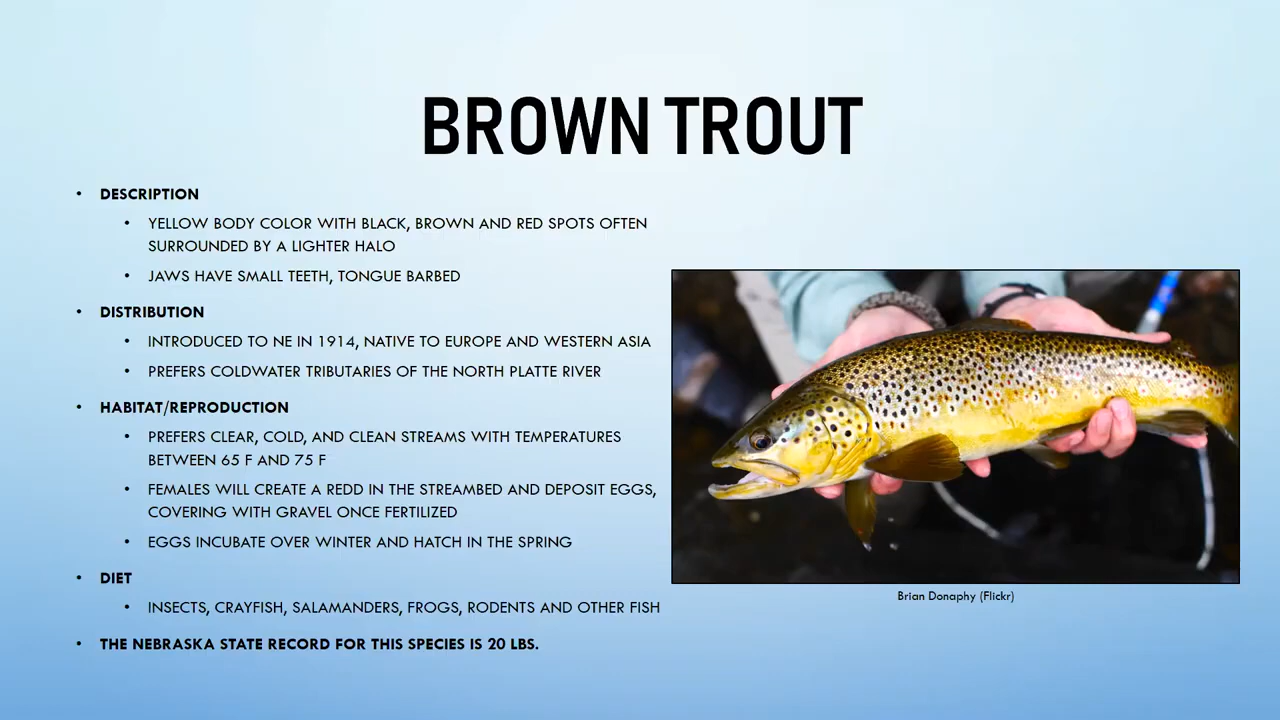 BROWN TROUT
• DESCRIPTION
• YELLOW BODY COLOR WITH BLACK, BROWN AND RED SPOTS OFTEN
SURROUNDED BY A LIGHTER HALO
• JAWS HAVE SMALL TEETH, TONGUE BARBED
• DISTRIBUTION
• INTRODUCED TO NE IN 1914, NATIVE TO EUROPE AND WESTERN ASIA
• PREFERS COLDWATER TRIBUTARIES OF THE NORTH PLATTE RIVER
• HABITAT/REPRODUCTION
• PREFERS CLEAR, COLD, AND CLEAN STREAMS WITH TEMPERATURES
BETWEEN 65 F AND 75 F
• FEMALES WILL CREATE A REDD IN THE STREAMBED AND DEPOSIT EGGS,
COVERING WITH GRAVEL ONCE FERTILIZED
• EGGS INCUBATE OVER WINTER AND HATCH IN THE SPRING
• DIET
• INSECTS, CRAYFISH, SALAMANDERS, FROGS, RODENTS AND OTHER FISH
• THE NEBRASKA STATE RECORD FOR THIS SPECIES IS 20 LBS.
Brian Donaphy (Flickr)